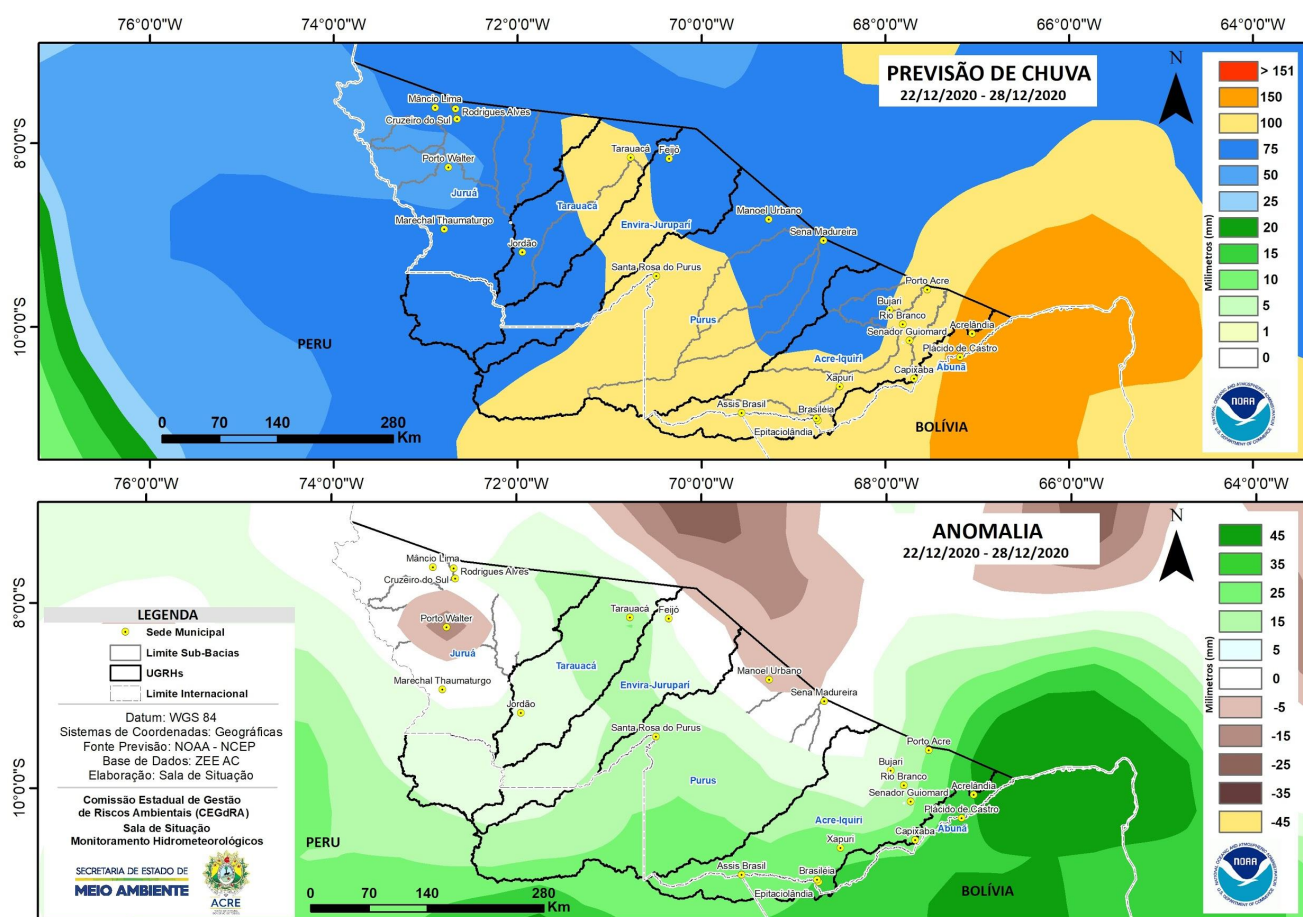 76°0'0"W 74°0'0"W 72°0'0"W 70°0'0"W 68°0'0"W 66°0'0"W 64°0'0"W
PREVISÃO DE CHUVA
22/12/2020 - 28/12/2020
N
8°0'0"S
10°0'0"S
Mâncio Lima
Rodrigues Alves
Cruzeiro do Sul
Porto Walter
Juruá
Marechal Thaumaturgo
Jordão
Tarauacá
Tarauacá
Feijó
Envira-Jurupari
Manoel Urbano
Sena Madureira
Santa Rosa do Purus
Purus
Porto Acre
Bujari
Rio Branco
Senador Guiomard
Acrelândia
Plácido de Castro
Abunã
Acre-Iquiri
Capixaba
Xapuri
Assis Brasil
Brasiléia
Epitaciolândia
PERU
BOLÍVIA
0 70 140 280
Km
Milímetros (mm)
> 151
150
100
75
50
25
20
15
10
5
1
0
NOAA
76°0'0"W 74°0'0"W 72°0'0"W 70°0'0"W 68°0'0"W 66°0'0"W 64°0'0"W
ANOMALIA
22/12/2020 - 28/12/2020
N
8°0'0"S
10°0'0"S
Mâncio Lima
Rodrigues Alves
Cruzeiro do Sul
Porto Walter
Juruá
Marechal Thaumaturgo
Jordão
Tarauacá
Tarauacá
Feijó
Envira-Jurupari
Manoel Urbano
Sena Madureira
Santa Rosa do Purus
Purus
Porto Acre
Bujari
Rio Branco
Senador Guiomard
Acrelandia
Plácido de Castro
Abunã
Acre-Iquiri
Capixaba
Xapuri
Assis Brasil
Brasiléia
Epitaciolândia
PERU
BOLÍVIA
0 70 140 280
Km
Milímetros (mm)
45
35
25
15
5
0
-5
-15
-25
-35
-45
NOAA
LEGENDA
Sede Municipal
Limite Sub-Bacias
UGRHs
Limite Internacional
Datum: WGS 84
Sistemas de Coordenadas: Geográficas
Fonte Previsão: NOAA - NCEP
Base de Dados: ZEE AC
Elaboração: Sala de Situação
Comissão Estadual de Gestão
de Riscos Ambientais (CEGdRA)
Sala de Situação
Monitoramento Hidrometeorológicos
SECRETARIA DE ESTADO DE
MEIO AMBIENTE
ACRE